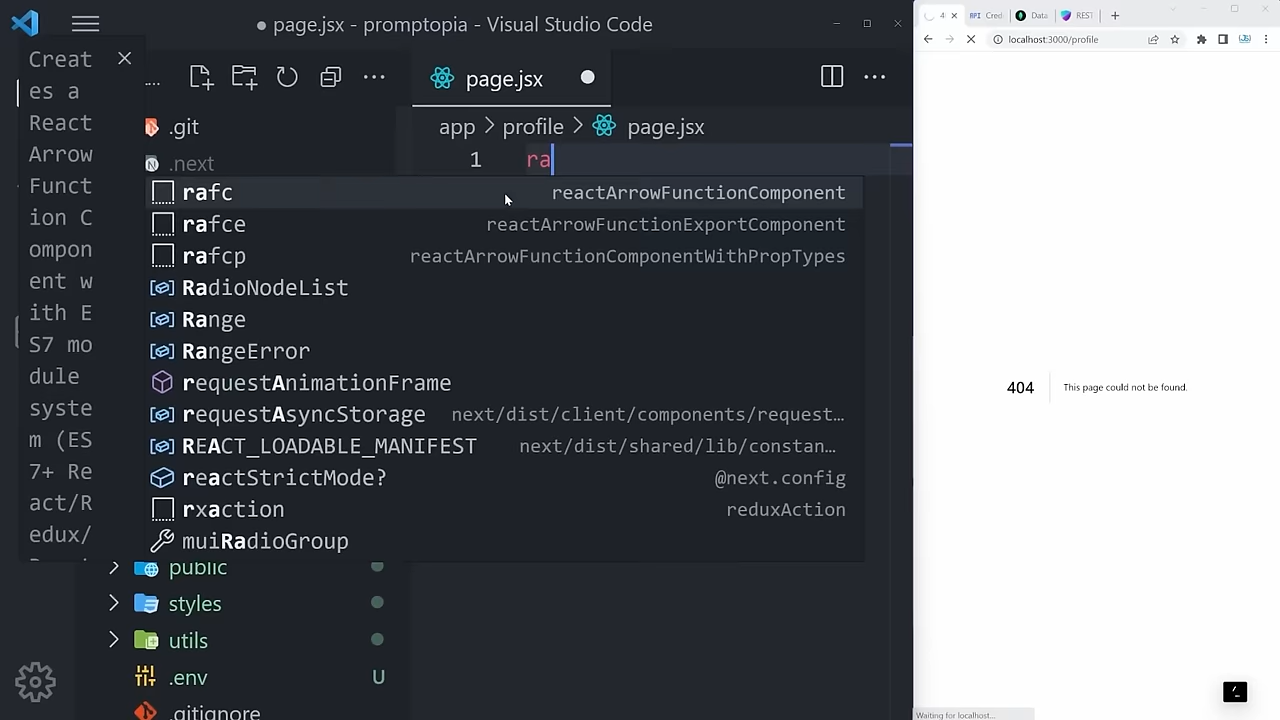 page.jsx - promptopia - Visual Studio Code
Creat
es a
React
Arrow
Funct
ion C
ompon
ent w
ith E
S7 mo
dule
syste
m (ES
7+ Re
act/R
edux/
...
.git
.next
page.jsx
app > profile > page.jsx
1 ra
rafc reactArrowFunctionComponent
rafce reactArrowFunctionExportComponent
rafcp reactArrowFunctionComponentWithPropTypes
RadioNodeList
Range
RangeError
requestAnimationFrame
requestAsyncStorage next/dist/client/components/request…
REACT_LOADABLE_MANIFEST next/dist/shared/lib/constan…
reactStrictMode? @next.config
rxaction reduxAction
muiRadioGroup
public
styles
utils
.env U
.gitignore
Cred
Data
REST
localhost:3000/profile
404
This page could not be found.
Waiting for localhost...